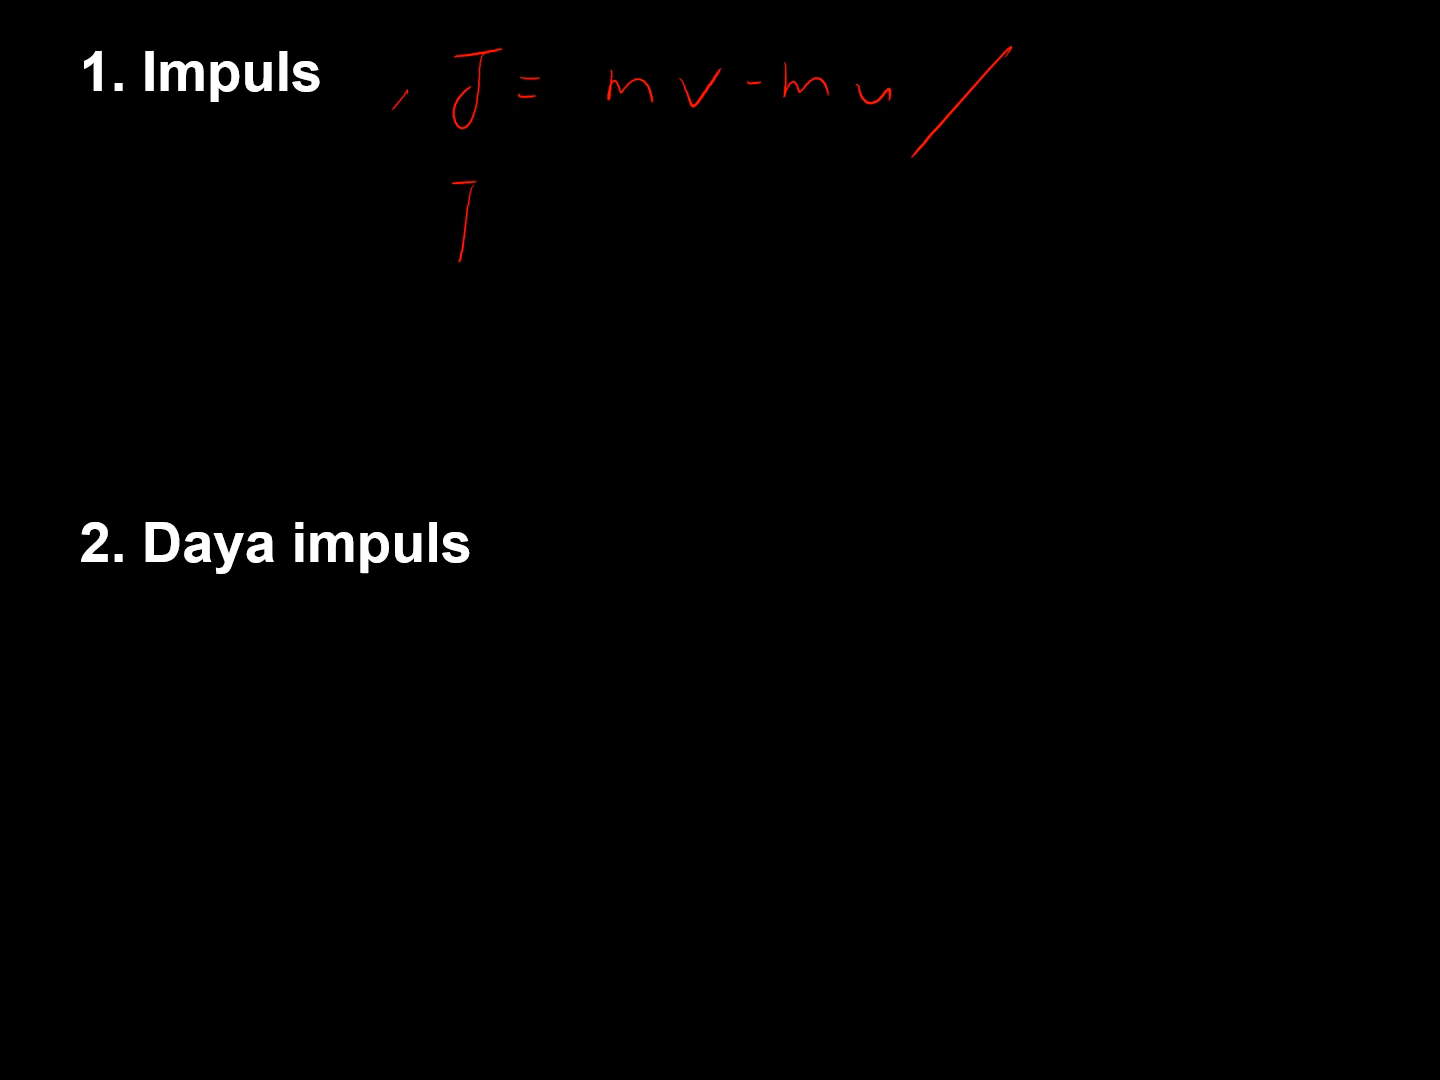 1. Impuls , J = mv - mu /
J
2. Daya impuls